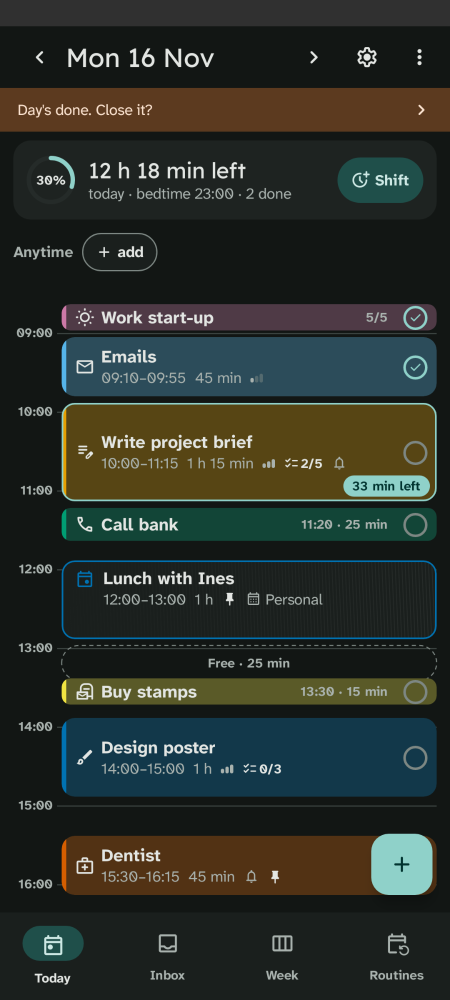 Mon 16 Nov
Day's done. Close it?
30%
12 h 18 min left
today · bedtime 23:00 · 2 done
Shift
Anytime
+ add
Work start-up
5/5
09:00
Emails
09:10–09:55 45 min
10:00
Write project brief
10:00–11:15 1 h 15 min 2/5
33 min left
11:00
Call bank
11:20 · 25 min
12:00
Lunch with Ines
12:00–13:00 1 h Personal
13:00
Free · 25 min
Buy stamps
13:30 · 15 min
14:00
Design poster
14:00–15:00 1 h 0/3
15:00
Dentist
15:30–16:15 45 min
16:00
Today
Inbox
Week
Routines